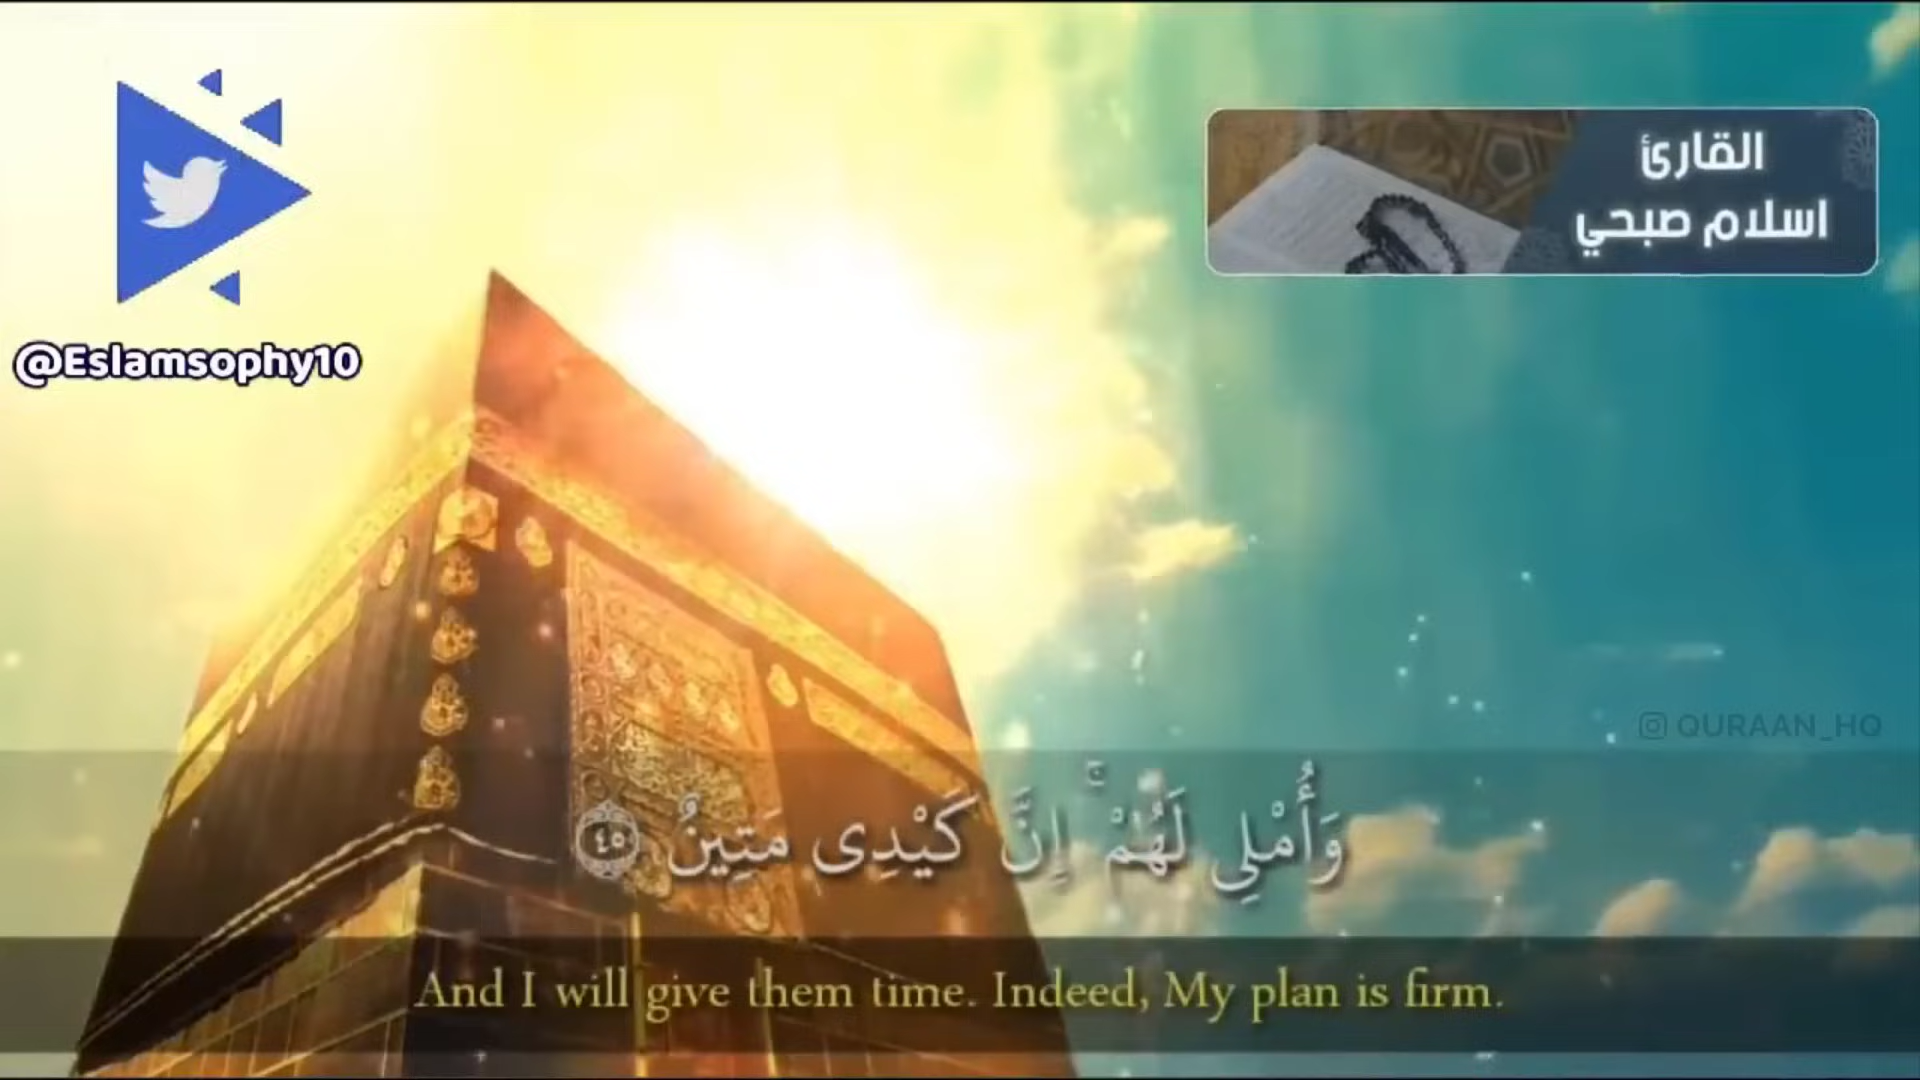 القارئ
اسلام صبحي
@Eslamsophy10
QURAAN_HQ
وَأُمْلِي لَهُمْ ۚ إِنَّ كَيْدِى مَتِينٌ ٤٥
And I will give them time. Indeed, My plan is firm.